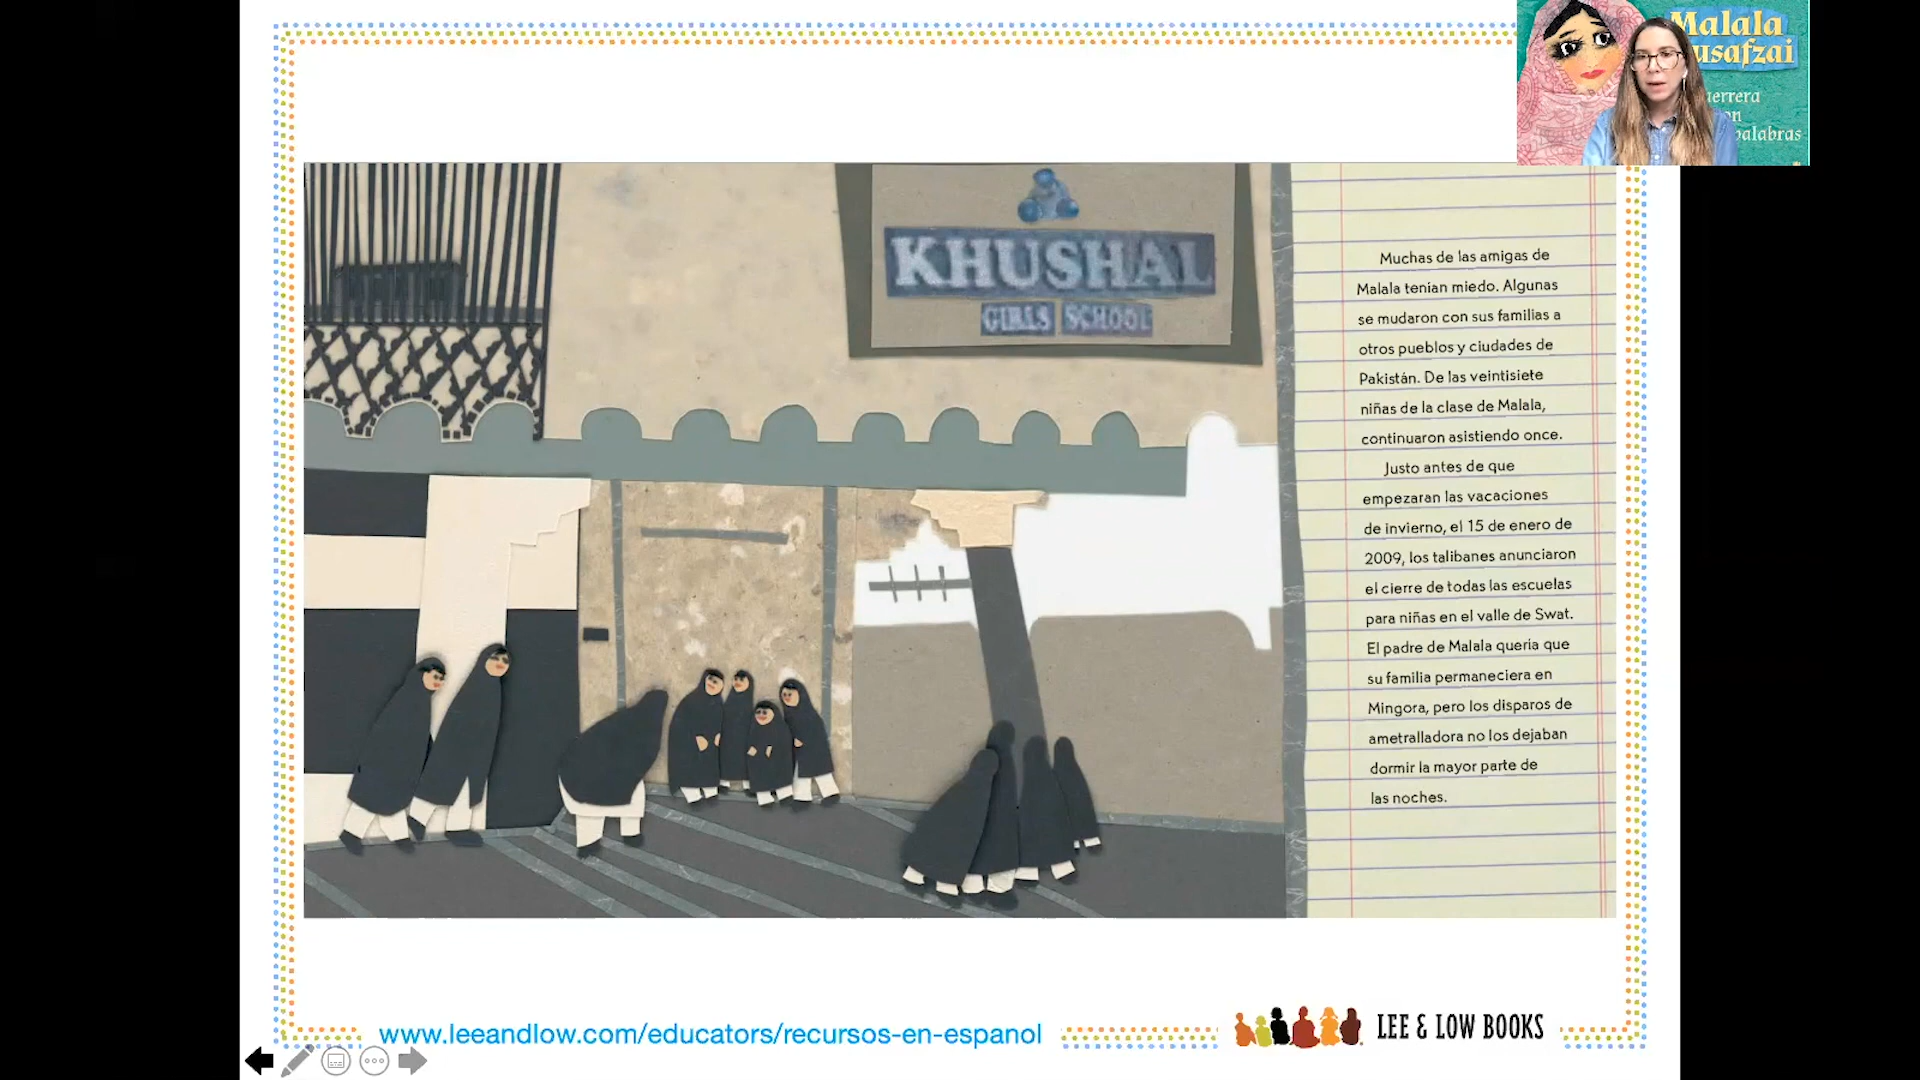 Malala
usafzai
uerrera
on
palabras
KHUSHAL
GIRLS SCHOOL
Muchas de las amigas de
Malala tenían miedo. Algunas
se mudaron con sus familias a
otros pueblos y ciudades de
Pakistán. De las veintisiete
niñas de la clase de Malala,
continuaron asistiendo once.
Justo antes de que
empezaran las vacaciones
de invierno, el 15 de enero de
2009, los talibanes anunciaron
el cierre de todas las escuelas
para niñas en el valle de Swat.
El padre de Malala quería que
su familia permaneciera en
Mingora, pero los disparos de
ametralladora no los dejaban
dormir la mayor parte de
las noches.
www.leeandlow.com/educators/recursos-en-espanol
LEE & LOW BOOKS